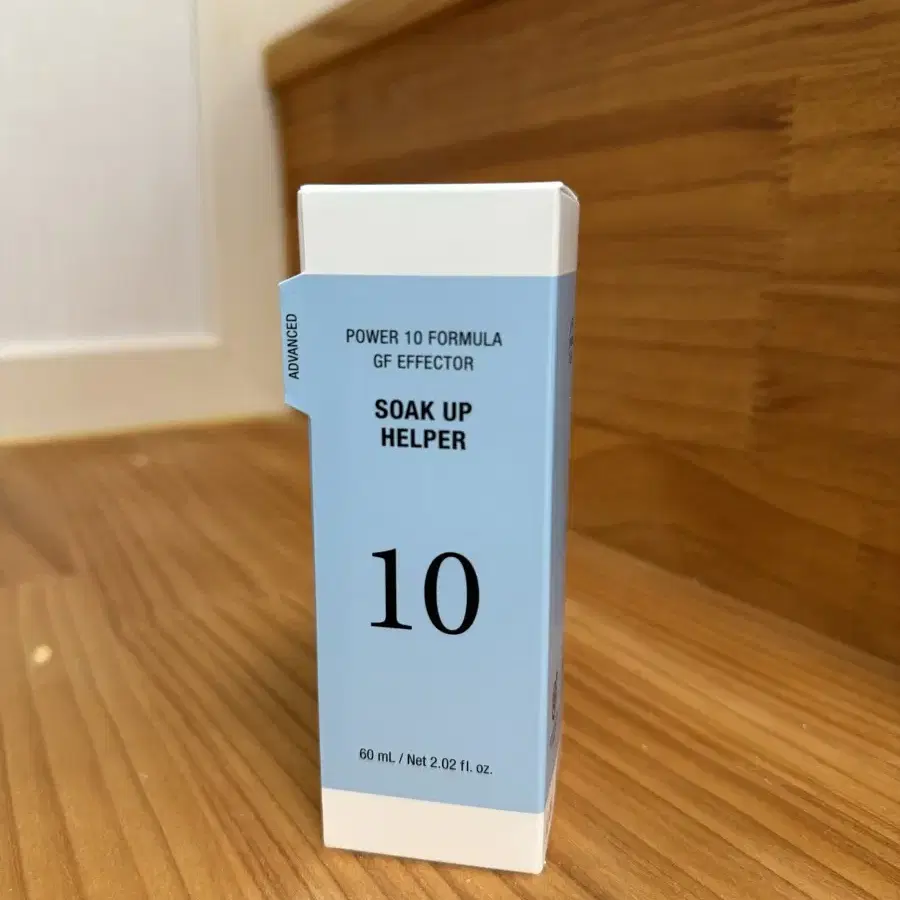 ADVANCED
POWER 10 FORMULA
GF EFFECTOR
SOAK UP
HELPER
10
60 mL / Net 2.02 fl. oz.